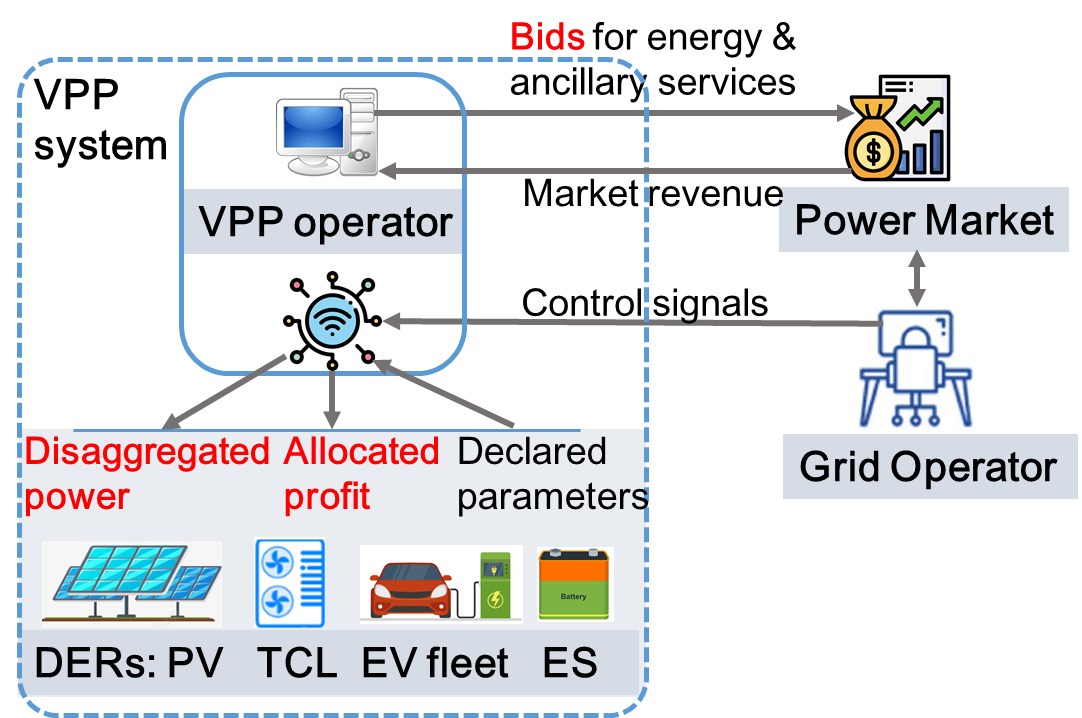 Bids for energy &
ancillary services
VPP
system
VPP operator
Market revenue
$
Power Market
Control signals
Disaggregated
power
Allocated
profit
Declared
parameters
Grid Operator
Battery
DERs: PV
TCL
EV fleet
ES